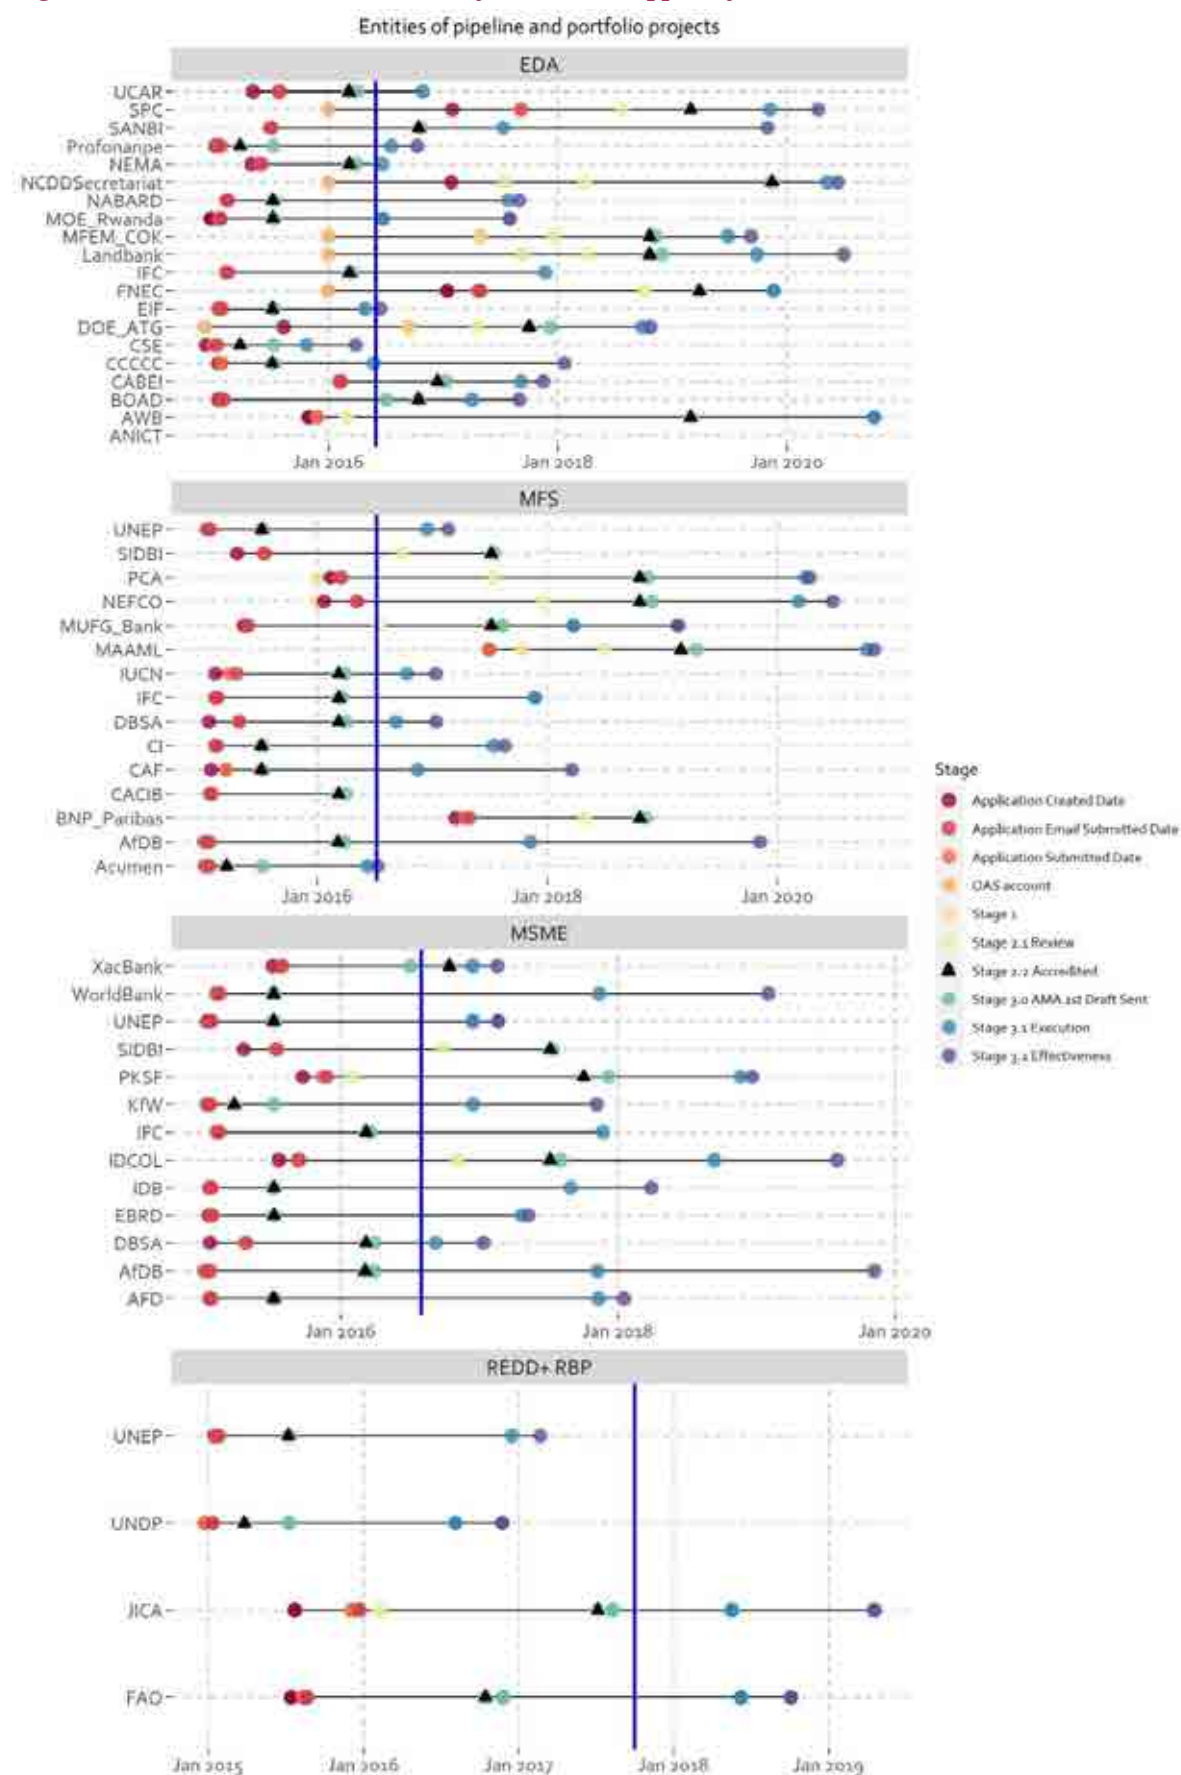 Entities of pipeline and portfolio projects
EDA
UCAR
SPC
SANBI
Profonanpe
NEMA
NCDDSecretariat
NABARD
MOE_Rwanda
MFEM_COK
Landbank
IFC
FNEC
EIF
DOE_ATG
CSE
CCCCC
CABEI
BOAD
AWB
ANICT
Jan 2016 Jan 2018 Jan 2020
MFS
UNEP
SIDBI
PCA
NEFCO
MUFG_Bank
MAAML
IUCN
IFC
DBSA
CI
CAF
CACIB
BNP_Paribas
AfDB
Acumen
Jan 2016 Jan 2018 Jan 2020
Stage
Application Created Date
Application Email Submitted Date
Application Submitted Date
OAS account
Stage 1
Stage 2.1 Review
Stage 2.2 Accredited
Stage 3.0 AMA 1st Draft Sent
Stage 3.1 Execution
Stage 3.2 Effectiveness
MSME
XacBank
WorldBank
UNEP
SIDBI
PKSF
KfW
IFC
IDCOL
IDB
EBRD
DBSA
AfDB
AFD
Jan 2016 Jan 2018 Jan 2020
REDD+ RBP
UNEP
UNDP
JICA
FAO
Jan 2015 Jan 2016 Jan 2017 Jan 2018 Jan 2019